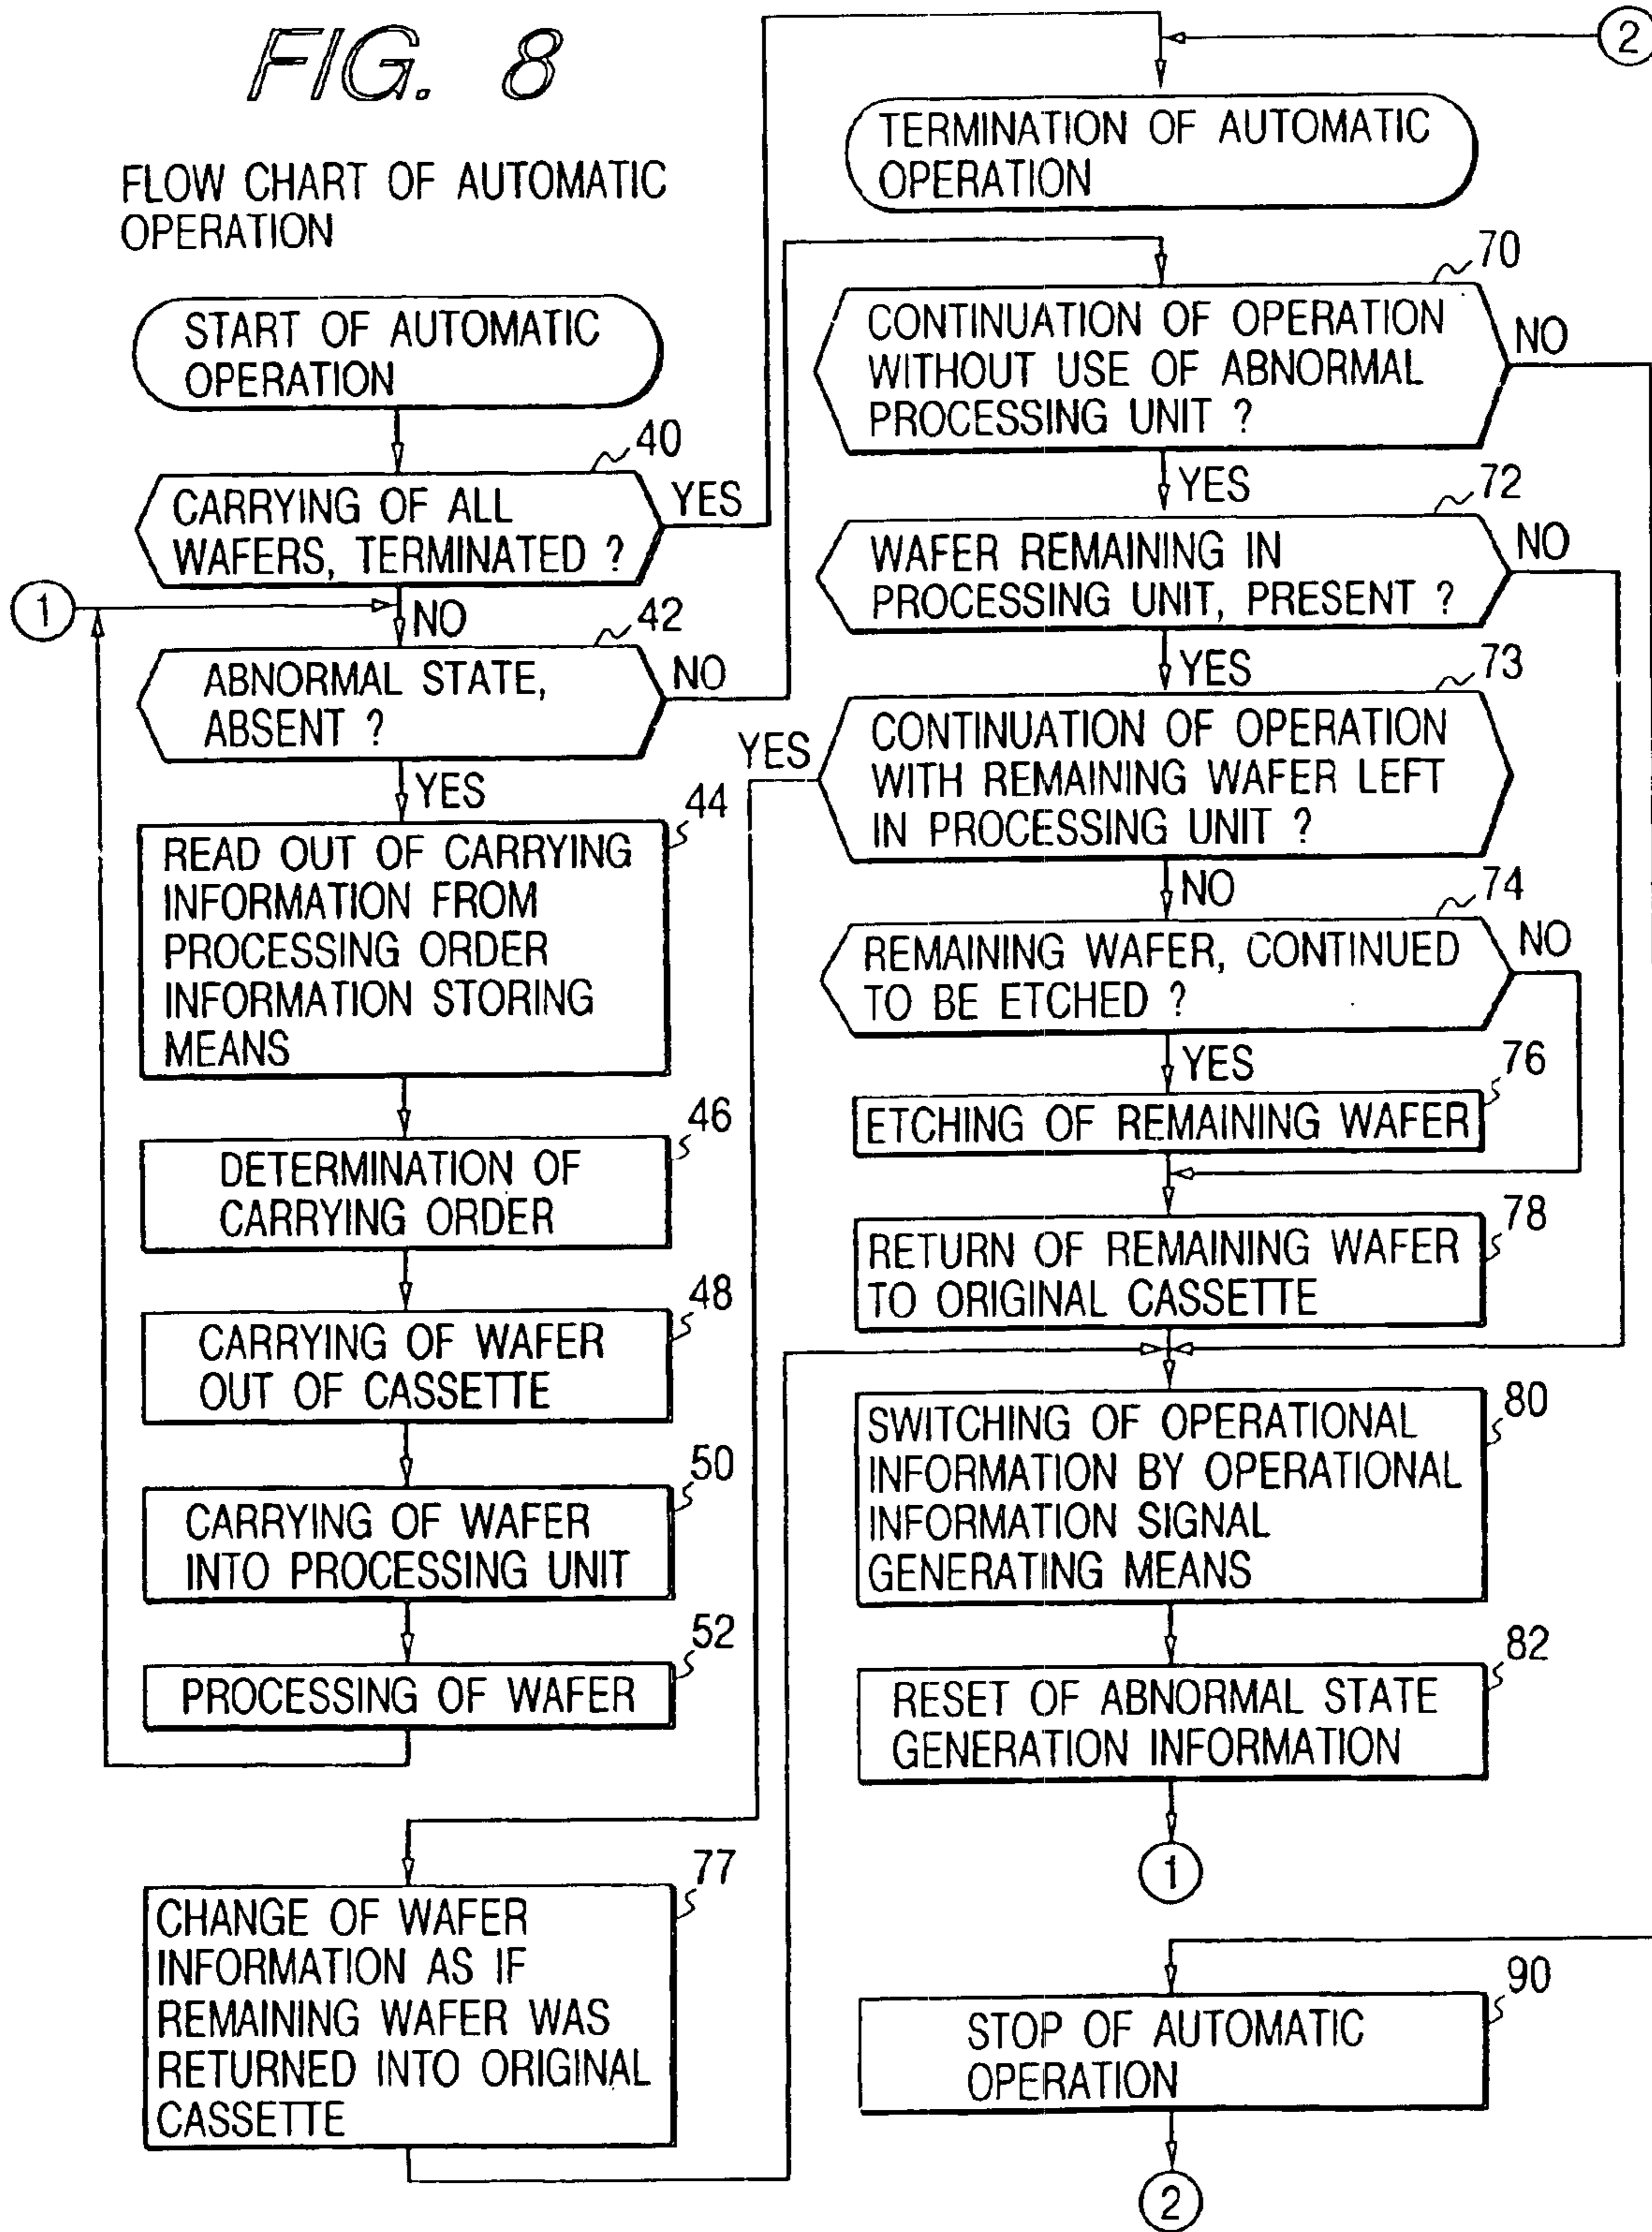 FIG. 8
FLOW CHART OF AUTOMATIC
OPERATION
START OF AUTOMATIC
OPERATION
40
CARRYING OF ALL
WAFERS, TERMINATED ?
YES
1
NO
42
ABNORMAL STATE,
ABSENT ?
NO
YES
44
READ OUT OF CARRYING
INFORMATION FROM
PROCESSING ORDER
INFORMATION STORING
MEANS
46
DETERMINATION OF
CARRYING ORDER
48
CARRYING OF WAFER
OUT OF CASSETTE
50
CARRYING OF WAFER
INTO PROCESSING UNIT
52
PROCESSING OF WAFER
77
CHANGE OF WAFER
INFORMATION AS IF
REMAINING WAFER WAS
RETURNED INTO ORIGINAL
CASSETTE
2
TERMINATION OF AUTOMATIC
OPERATION
70
CONTINUATION OF OPERATION
WITHOUT USE OF ABNORMAL
PROCESSING UNIT ?
NO
YES
72
WAFER REMAINING IN
PROCESSING UNIT, PRESENT ?
NO
YES
73
CONTINUATION OF OPERATION
WITH REMAINING WAFER LEFT
IN PROCESSING UNIT ?
YES
NO
74
REMAINING WAFER, CONTINUED
TO BE ETCHED ?
NO
YES
76
ETCHING OF REMAINING WAFER
78
RETURN OF REMAINING WAFER
TO ORIGINAL CASSETTE
80
SWITCHING OF OPERATIONAL
INFORMATION BY OPERATIONAL
INFORMATION SIGNAL
GENERATING MEANS
82
RESET OF ABNORMAL STATE
GENERATION INFORMATION
1
90
STOP OF AUTOMATIC
OPERATION
2